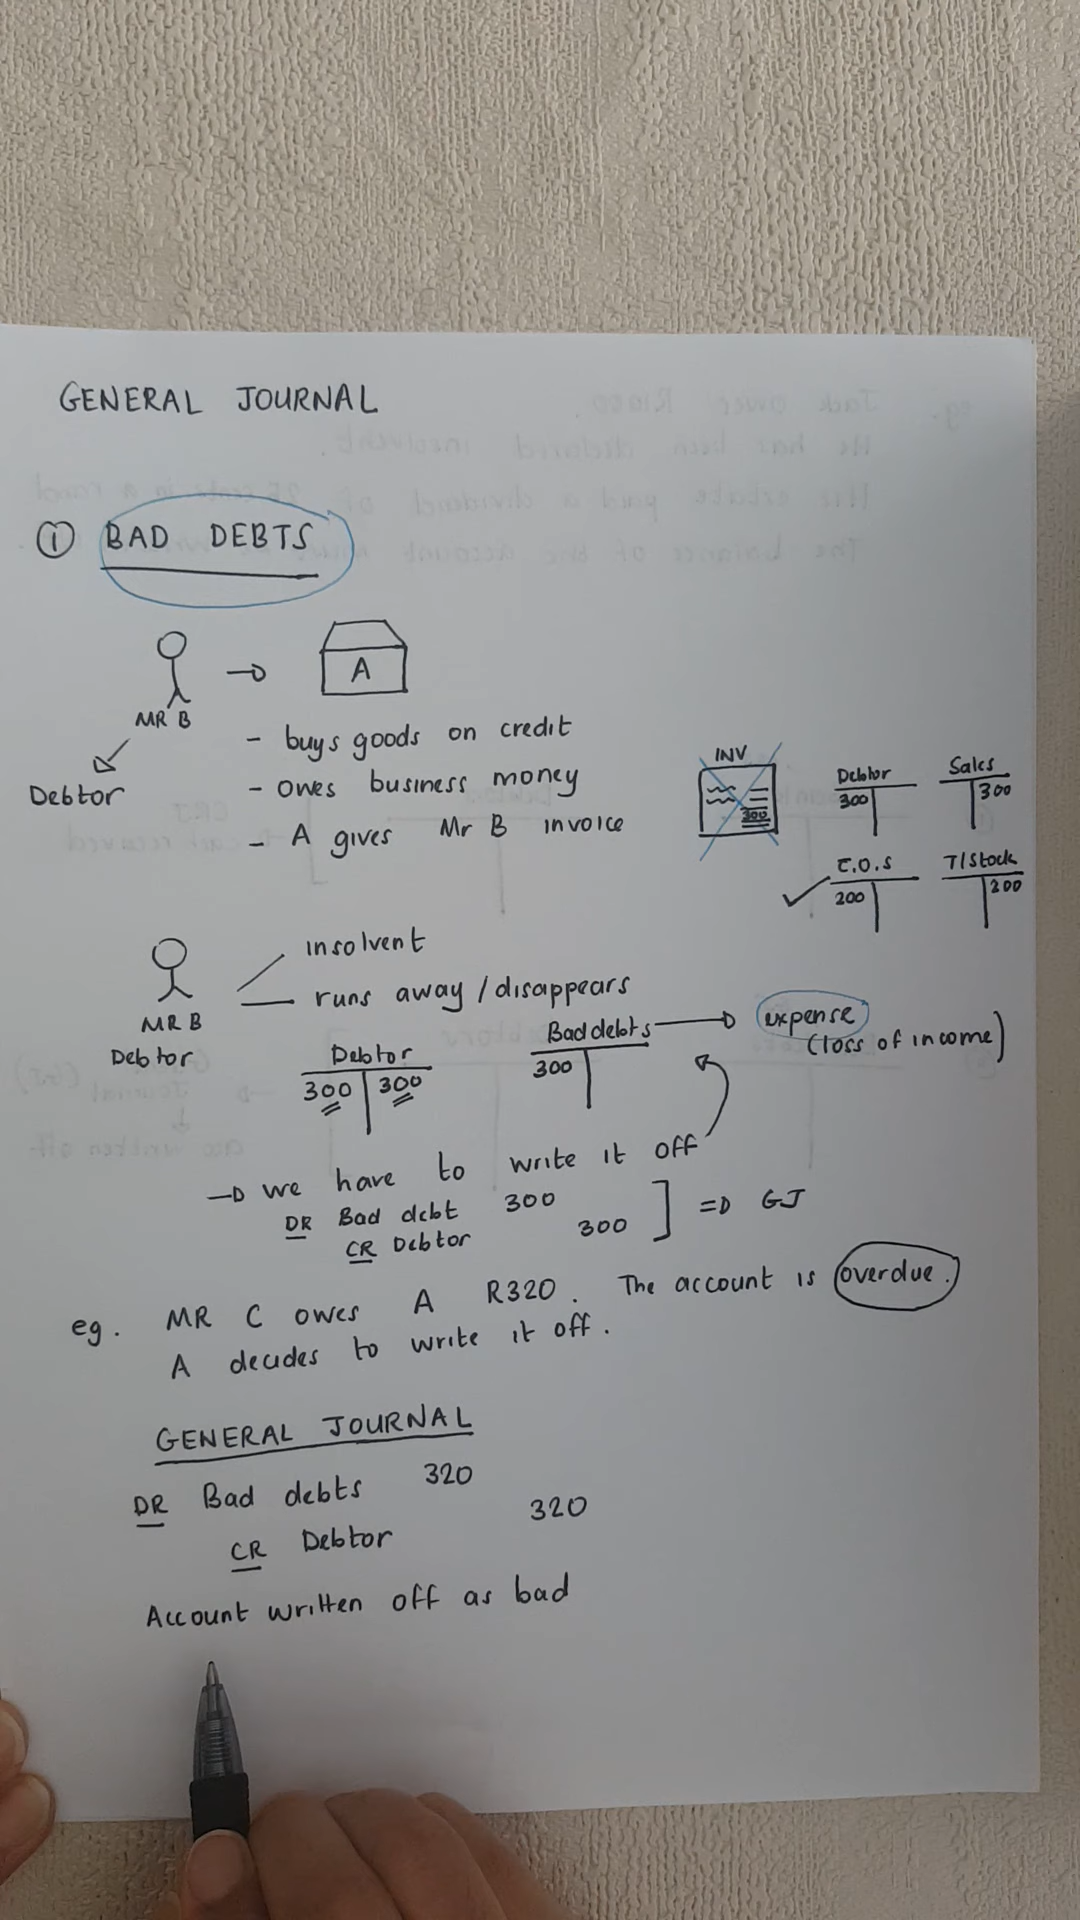 GENERAL JOURNAL
① BAD DEBTS
A
MR B
Debtor
- buys goods on credit
- owes business money
- A gives Mr B invoice
INV
300
Debtor
300
Sales
300
C.O.S
200
T/Stock
200
MR B
Debtor
insolvent
runs away / disappears
Debtor
300 300
Bad debts
300
expense
(loss of income)
we have to write it off
DR Bad debt 300
CR Debtor 300
] => GJ
eg. MR C owes A R320. The account is overdue.
A decides to write it off.
GENERAL JOURNAL
DR Bad debts 320
CR Debtor 320
Account written off as bad